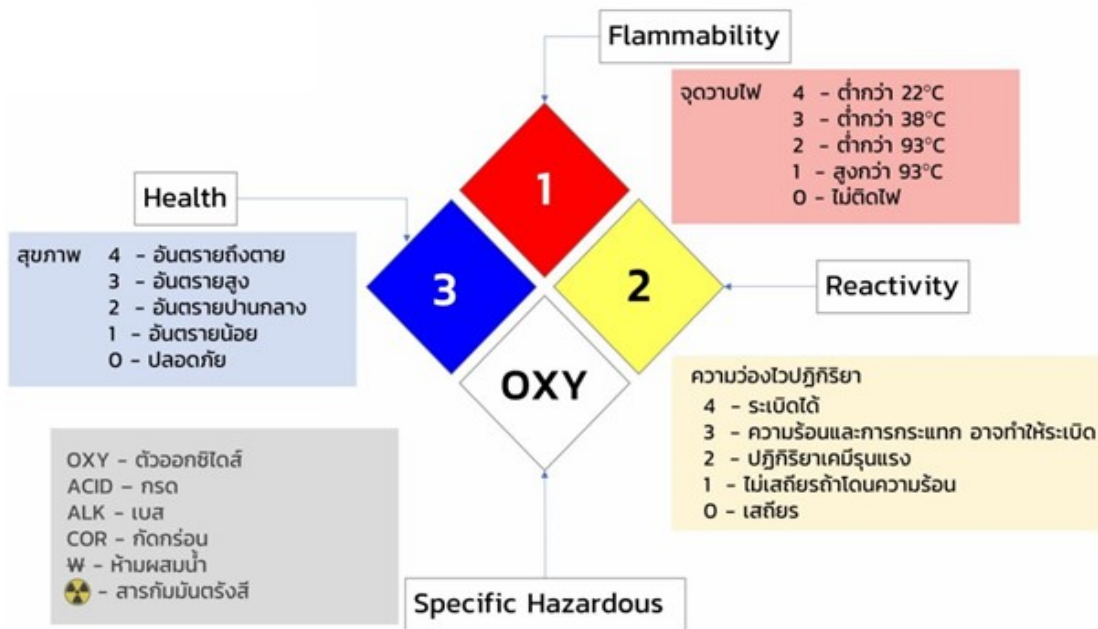 Flammability
จุดวาบไฟ 4 - ต่ำกว่า 22°C
3 - ต่ำกว่า 38°C
2 - ต่ำกว่า 93°C
1 - สูงกว่า 93°C
0 - ไม่ติดไฟ
1
Health
สุขภาพ 4 - อันตรายถึงตาย
3 - อันตรายสูง
2 - อันตรายปานกลาง
1 - อันตรายน้อย
0 - ปลอดภัย
3
2
Reactivity
OXY
ความว่องไวปฏิกิริยา
4 - ระเบิดได้
3 - ความร้อนและการกระแทก อาจทำให้ระเบิด
2 - ปฏิกิริยาเคมีรุนแรง
1 - ไม่เสถียรถ้าโดนความร้อน
0 - เสถียร
OXY - ตัวออกซิไดส์
ACID - กรด
ALK - เบส
COR - กัดกร่อน
W̶ - ห้ามผสมน้ำ
☢ - สารกัมมันตรังสี
Specific Hazardous